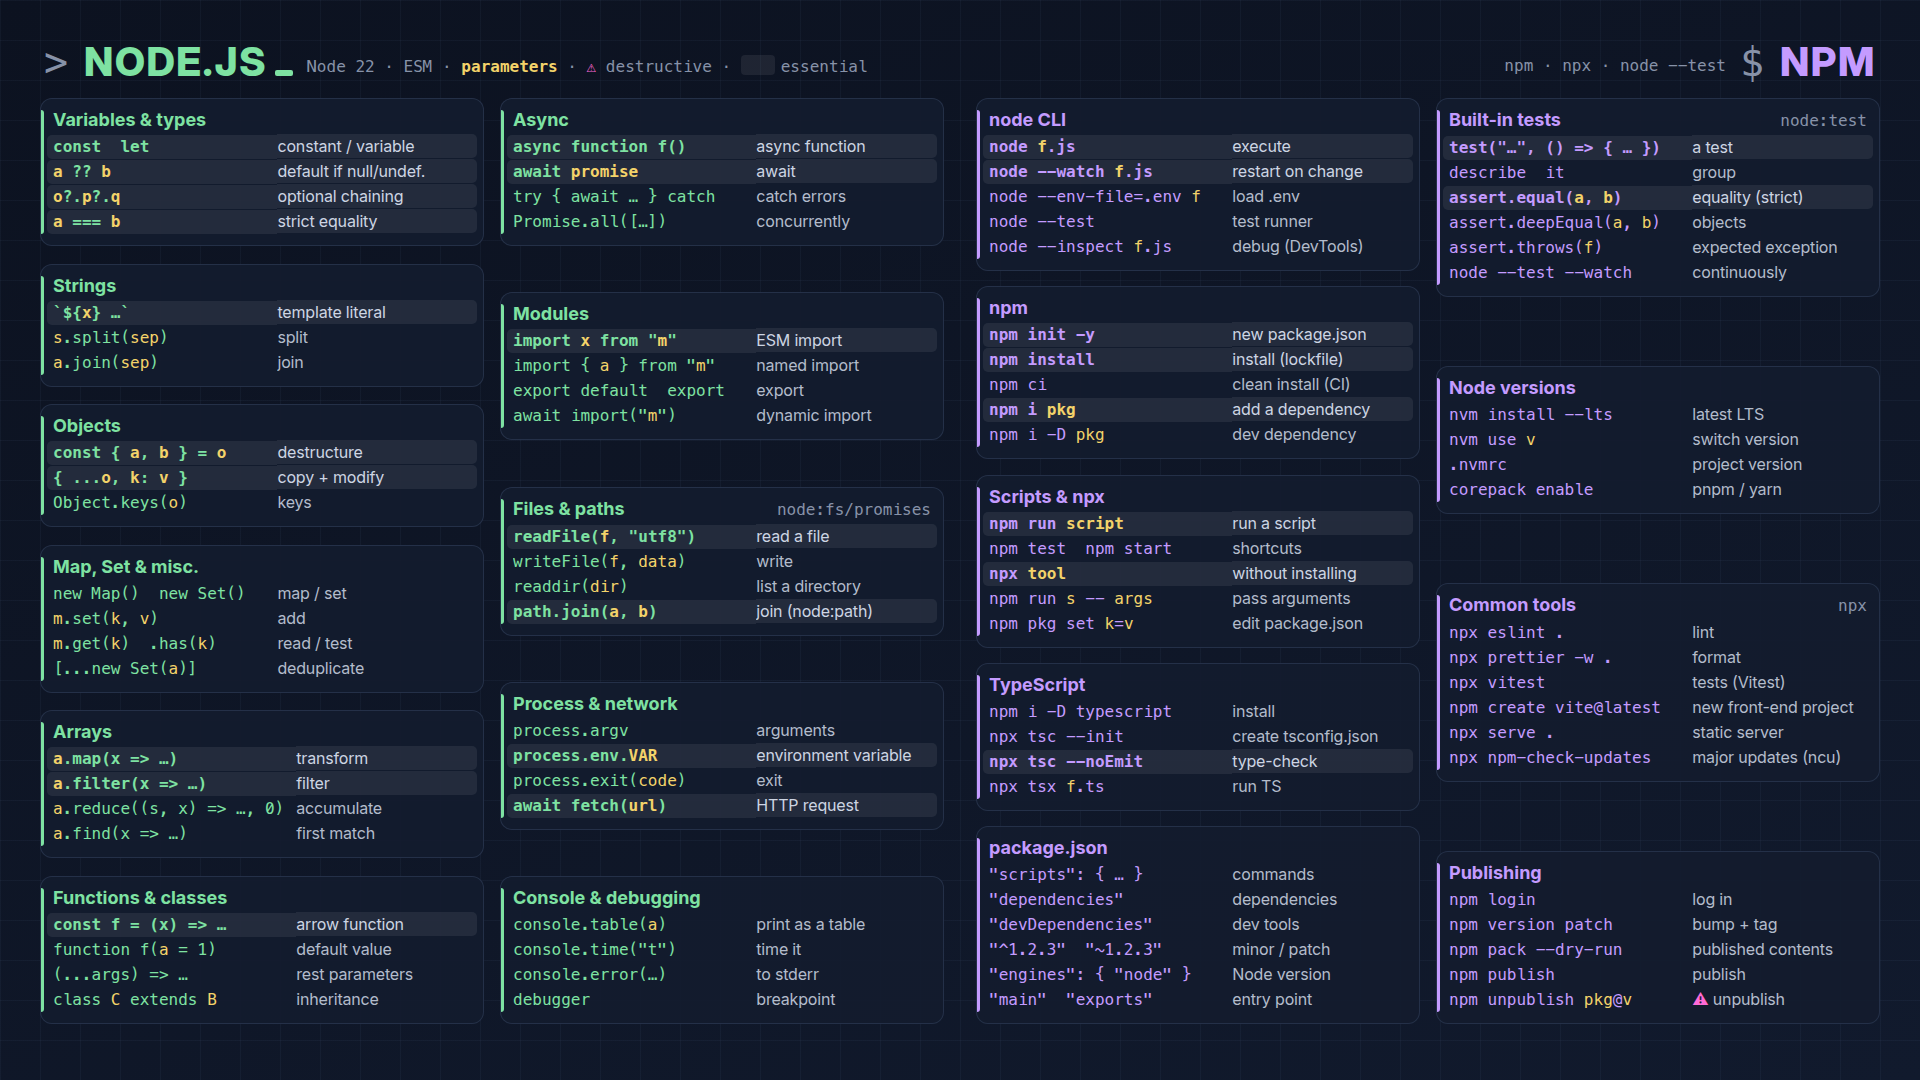 > NODE.JS_ Node 22 · ESM · parameters · ⚠ destructive · essential
npm · npx · node --test $ NPM
Variables & types
const let constant / variable
a ?? b default if null/undef.
o?.p?.q optional chaining
a === b strict equality
Strings
`${x} …` template literal
s.split(sep) split
a.join(sep) join
Objects
const { a, b } = o destructure
{ ...o, k: v } copy + modify
Object.keys(o) keys
Map, Set & misc.
new Map() new Set() map / set
m.set(k, v) add
m.get(k) .has(k) read / test
[...new Set(a)] deduplicate
Arrays
a.map(x => …) transform
a.filter(x => …) filter
a.reduce((s, x) => …, 0) accumulate
a.find(x => …) first match
Functions & classes
const f = (x) => … arrow function
function f(a = 1) default value
(...args) => … rest parameters
class C extends B inheritance
Async
async function f() async function
await promise await
try { await … } catch catch errors
Promise.all([…]) concurrently
Modules
import x from "m" ESM import
import { a } from "m" named import
export default export export
await import("m") dynamic import
Files & paths node:fs/promises
readFile(f, "utf8") read a file
writeFile(f, data) write
readdir(dir) list a directory
path.join(a, b) join (node:path)
Process & network
process.argv arguments
process.env.VAR environment variable
process.exit(code) exit
await fetch(url) HTTP request
Console & debugging
console.table(a) print as a table
console.time("t") time it
console.error(…) to stderr
debugger breakpoint
node CLI
node f.js execute
node --watch f.js restart on change
node --env-file=.env f load .env
node --test test runner
node --inspect f.js debug (DevTools)
npm
npm init -y new package.json
npm install install (lockfile)
npm ci clean install (CI)
npm i pkg add a dependency
npm i -D pkg dev dependency
Scripts & npx
npm run script run a script
npm test npm start shortcuts
npx tool without installing
npm run s -- args pass arguments
npm pkg set k=v edit package.json
TypeScript
npm i -D typescript install
npx tsc --init create tsconfig.json
npx tsc --noEmit type-check
npx tsx f.ts run TS
package.json
"scripts": { … } commands
"dependencies" dependencies
"devDependencies" dev tools
"^1.2.3" "~1.2.3" minor / patch
"engines": { "node" } Node version
"main" "exports" entry point
Built-in tests node:test
test("…", () => { … }) a test
describe it group
assert.equal(a, b) equality (strict)
assert.deepEqual(a, b) objects
assert.throws(f) expected exception
node --test --watch continuously
Node versions
nvm install --lts latest LTS
nvm use v switch version
.nvmrc project version
corepack enable pnpm / yarn
Common tools npx
npx eslint . lint
npx prettier -w . format
npx vitest tests (Vitest)
npm create vite@latest new front-end project
npx serve . static server
npx npm-check-updates major updates (ncu)
Publishing
npm login log in
npm version patch bump + tag
npm pack --dry-run published contents
npm publish publish
npm unpublish pkg@v ⚠ unpublish